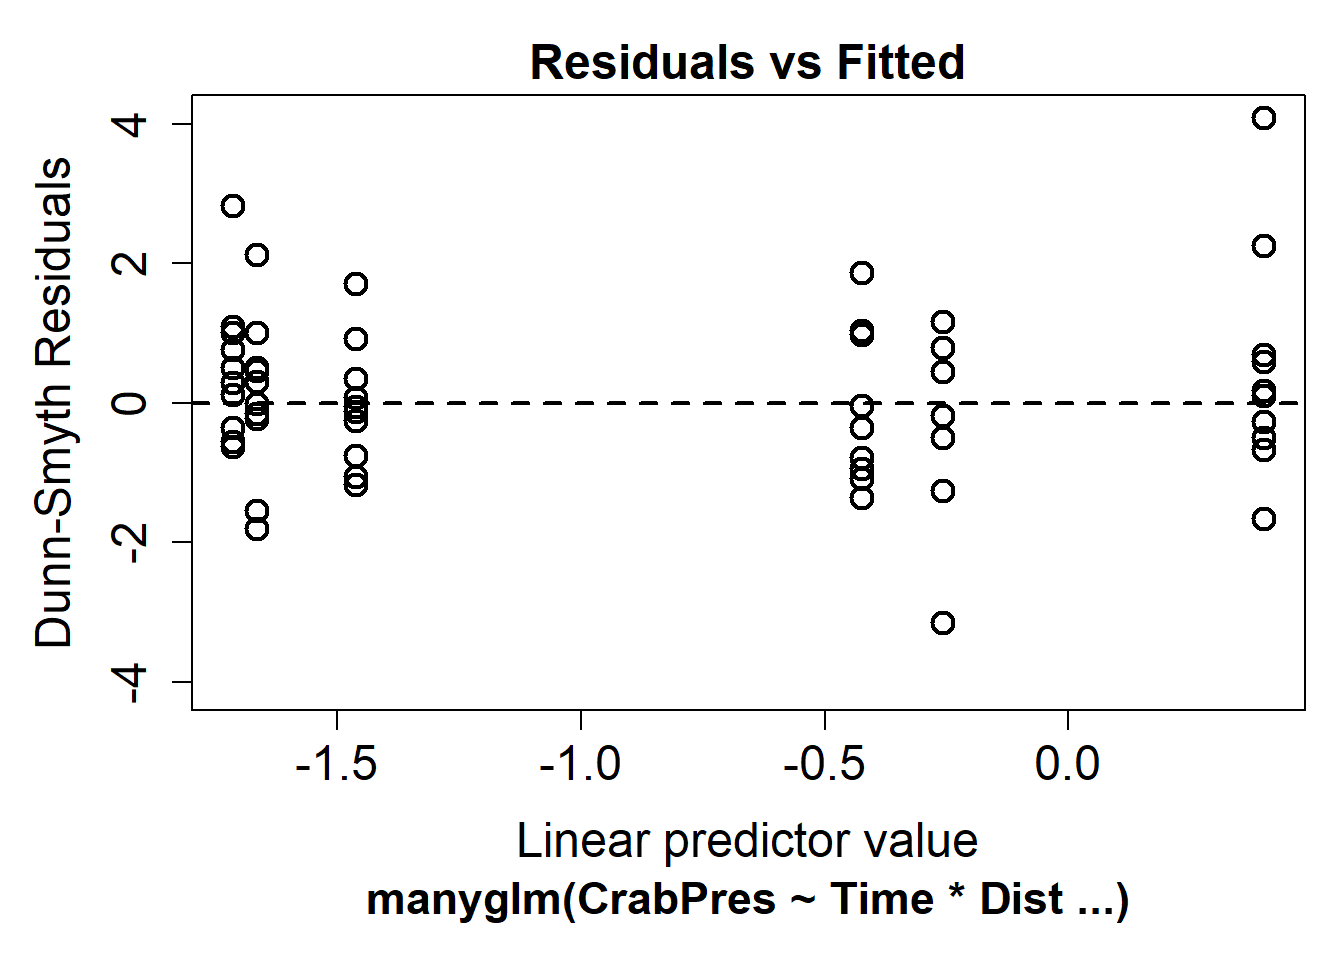 Residuals vs Fitted
Dunn-Smyth Residuals
4
2
0
-2
-4
-1.5 -1.0 -0.5 0.0
Linear predictor value
manyglm(CrabPres ~ Time * Dist ...)